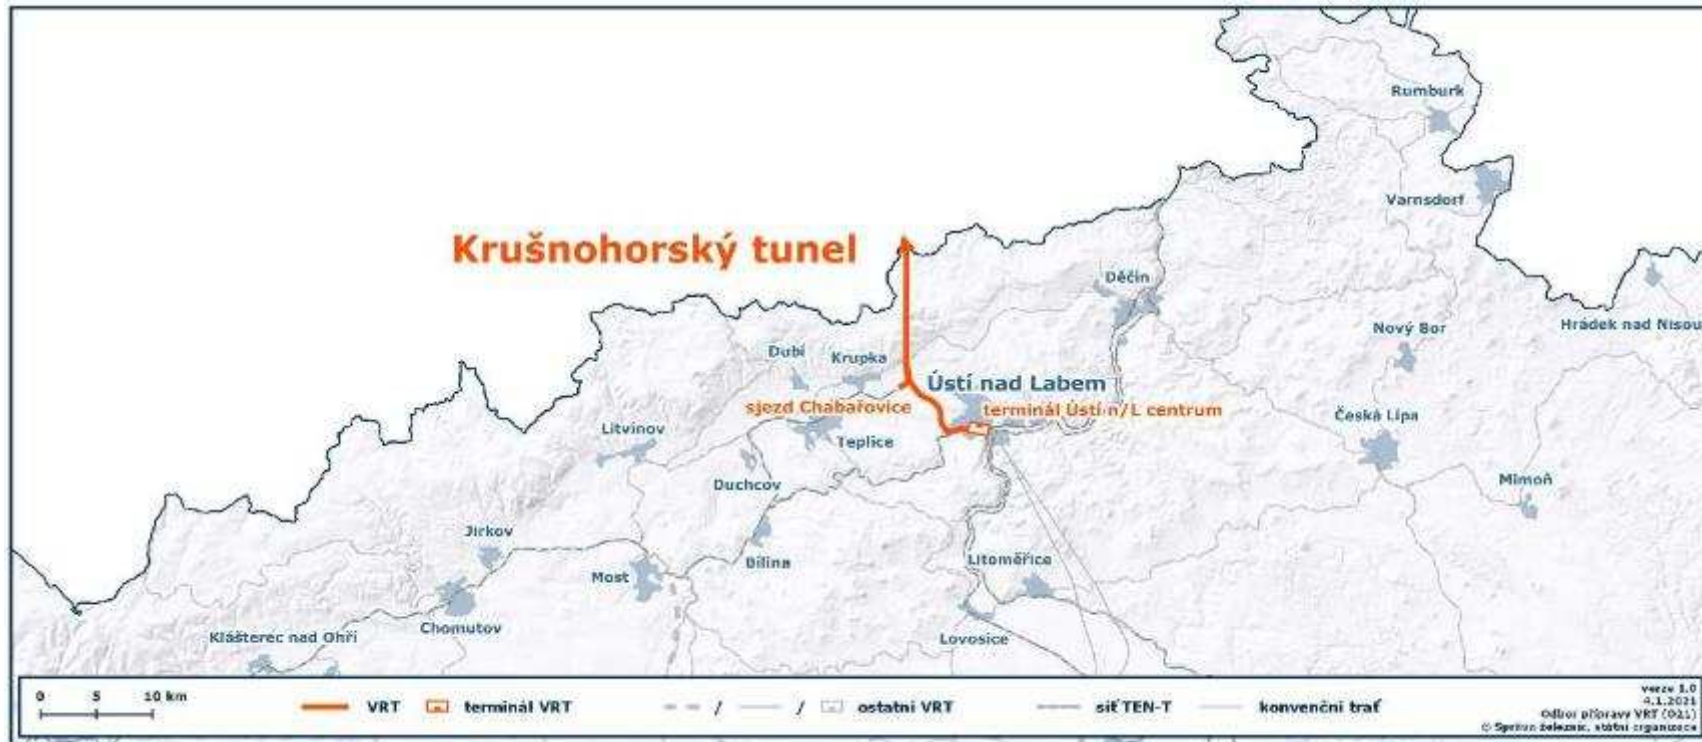 Rumburk
Varnsdorf
Krušnohorský tunel
Děčín
Nový Bor
Hrádek nad Nisou
Dubí
Krupka
Ústí nad Labem
sjezd Chabařovice
terminál Ústí n/L centrum
Česká Lípa
Litvínov
Teplice
Mimoň
Duchcov
Jirkov
Bílina
Litoměřice
Most
Chomutov
Lovosice
Klášterec nad Ohří
0 5 10 km
VRT
terminál VRT
/ / ostatní VRT
síť TEN-T
konvenční trať
verze 1.0
4.1.2021
Odbor přípravy VRT (O21)
© Správa železnic, státní organizace